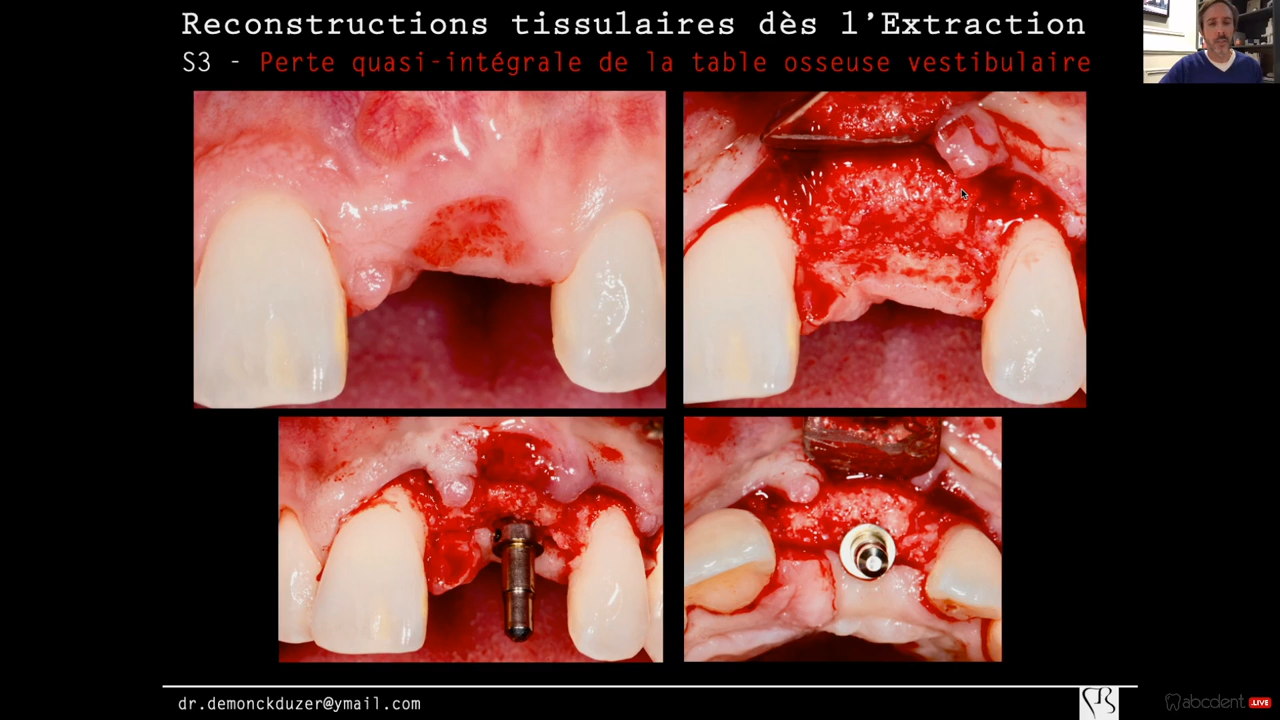 Reconstructions tissulaires dès l'Extraction
S3 - Perte quasi-intégrale de la table osseuse vestibulaire
dr.demonckduzer@ymail.com
abcdent LIVE